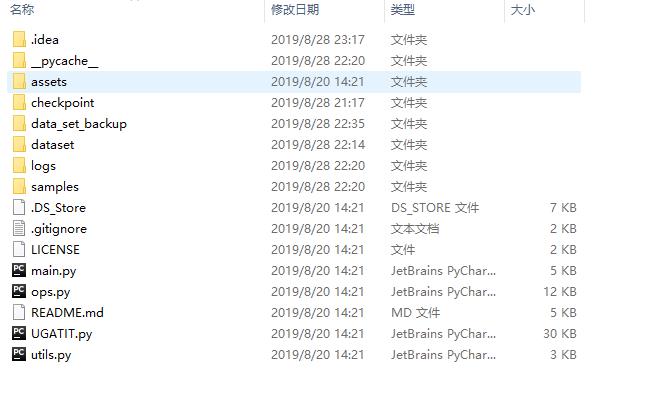 名称 修改日期 类型 大小
.idea 2019/8/28 23:17 文件夹
__pycache__ 2019/8/28 22:20 文件夹
assets 2019/8/20 14:21 文件夹
checkpoint 2019/8/28 21:17 文件夹
data_set_backup 2019/8/28 22:35 文件夹
dataset 2019/8/28 22:14 文件夹
logs 2019/8/28 22:20 文件夹
samples 2019/8/28 22:20 文件夹
.DS_Store 2019/8/20 14:21 DS_STORE 文件 7 KB
.gitignore 2019/8/20 14:21 文本文档 2 KB
LICENSE 2019/8/20 14:21 文件 2 KB
PC main.py 2019/8/20 14:21 JetBrains PyChar... 5 KB
PC ops.py 2019/8/20 14:21 JetBrains PyChar... 12 KB
README.md 2019/8/20 14:21 MD 文件 5 KB
PC UGATIT.py 2019/8/20 14:21 JetBrains PyChar... 30 KB
PC utils.py 2019/8/20 14:21 JetBrains PyChar... 3 KB